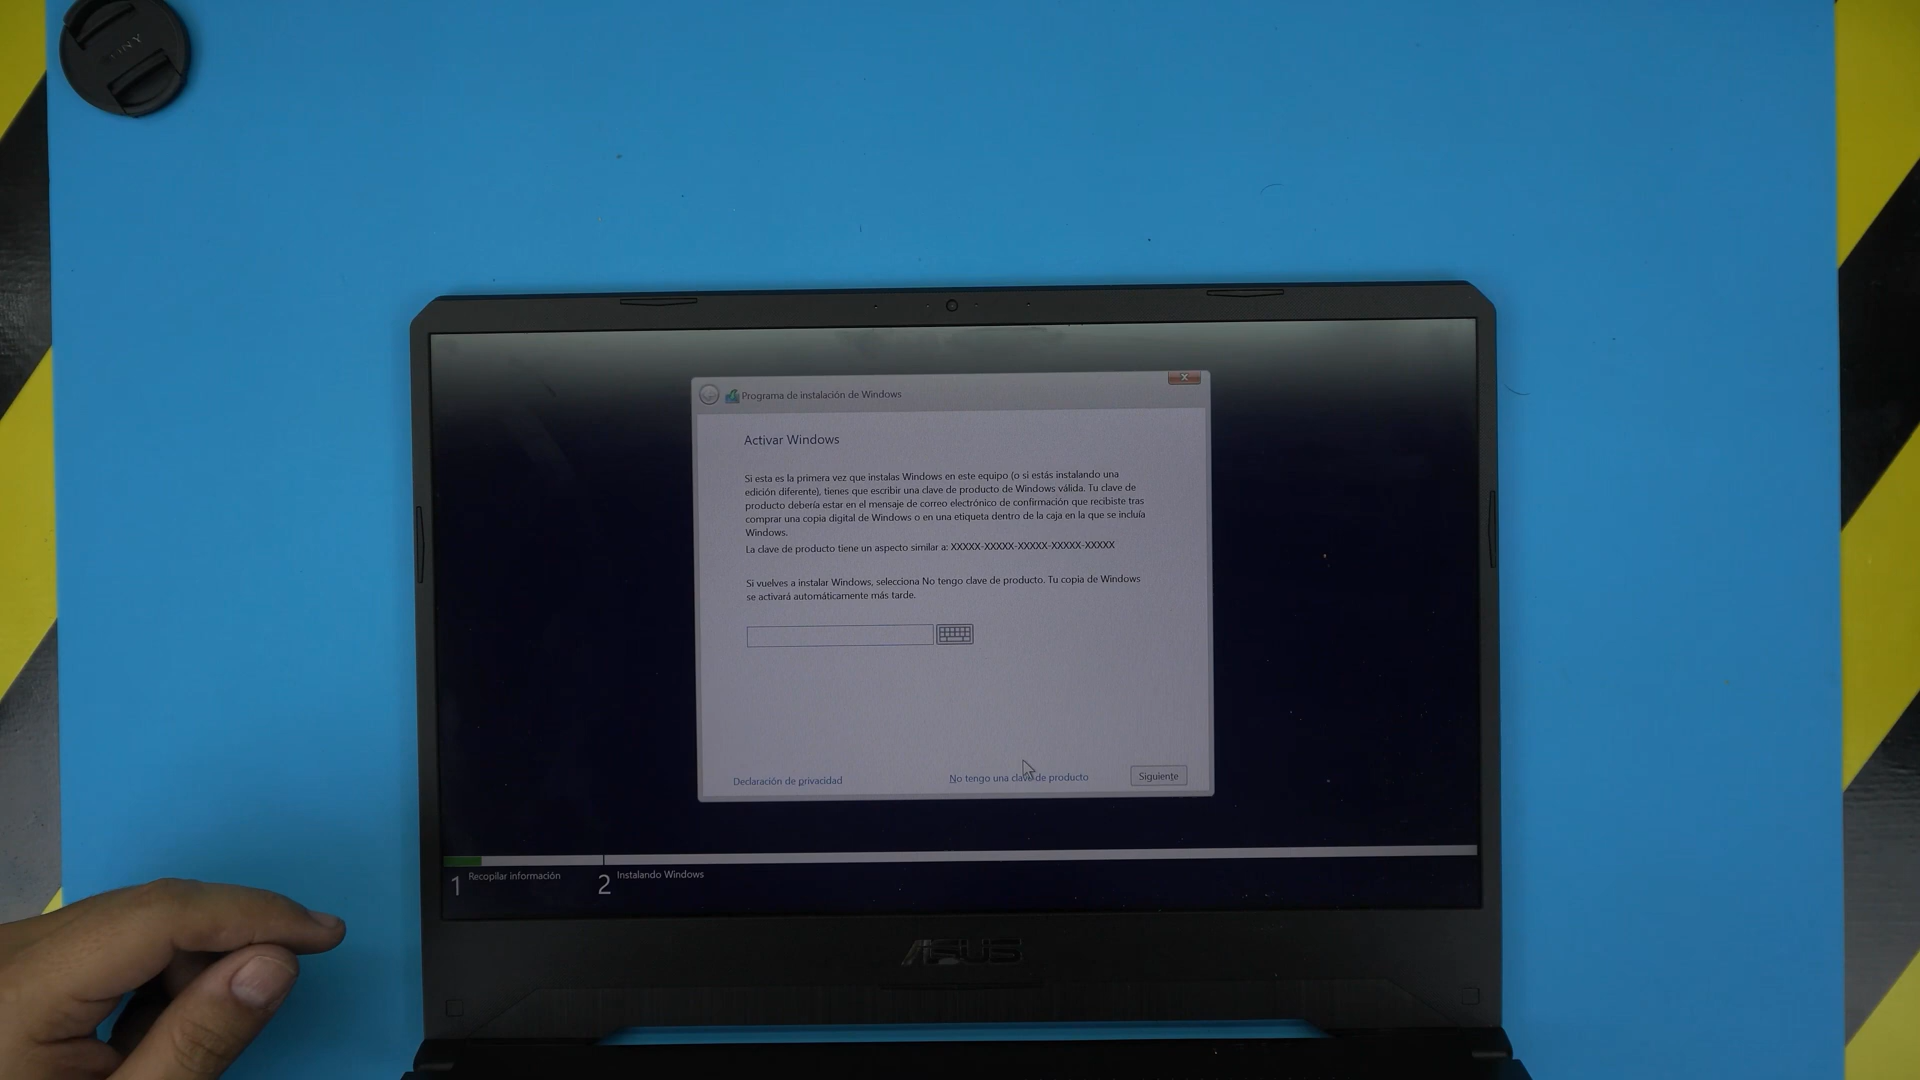 SONY
Programa de instalación de Windows
Activar Windows
Si esta es la primera vez que instalas Windows en este equipo (o si estás instalando una
edición diferente), tienes que escribir una clave de producto de Windows válida. Tu clave de
producto debería estar en el mensaje de correo electrónico de confirmación que recibiste tras
comprar una copia digital de Windows o en una etiqueta dentro de la caja en la que se incluía
Windows.
La clave de producto tiene un aspecto similar a: XXXXX-XXXXX-XXXXX-XXXXX-XXXXX
Si vuelves a instalar Windows, selecciona No tengo clave de producto. Tu copia de Windows
se activará automáticamente más tarde.
Declaración de privacidad
No tengo una clave de producto
Siguiente
1 Recopilar información
2 Instalando Windows
ASUS